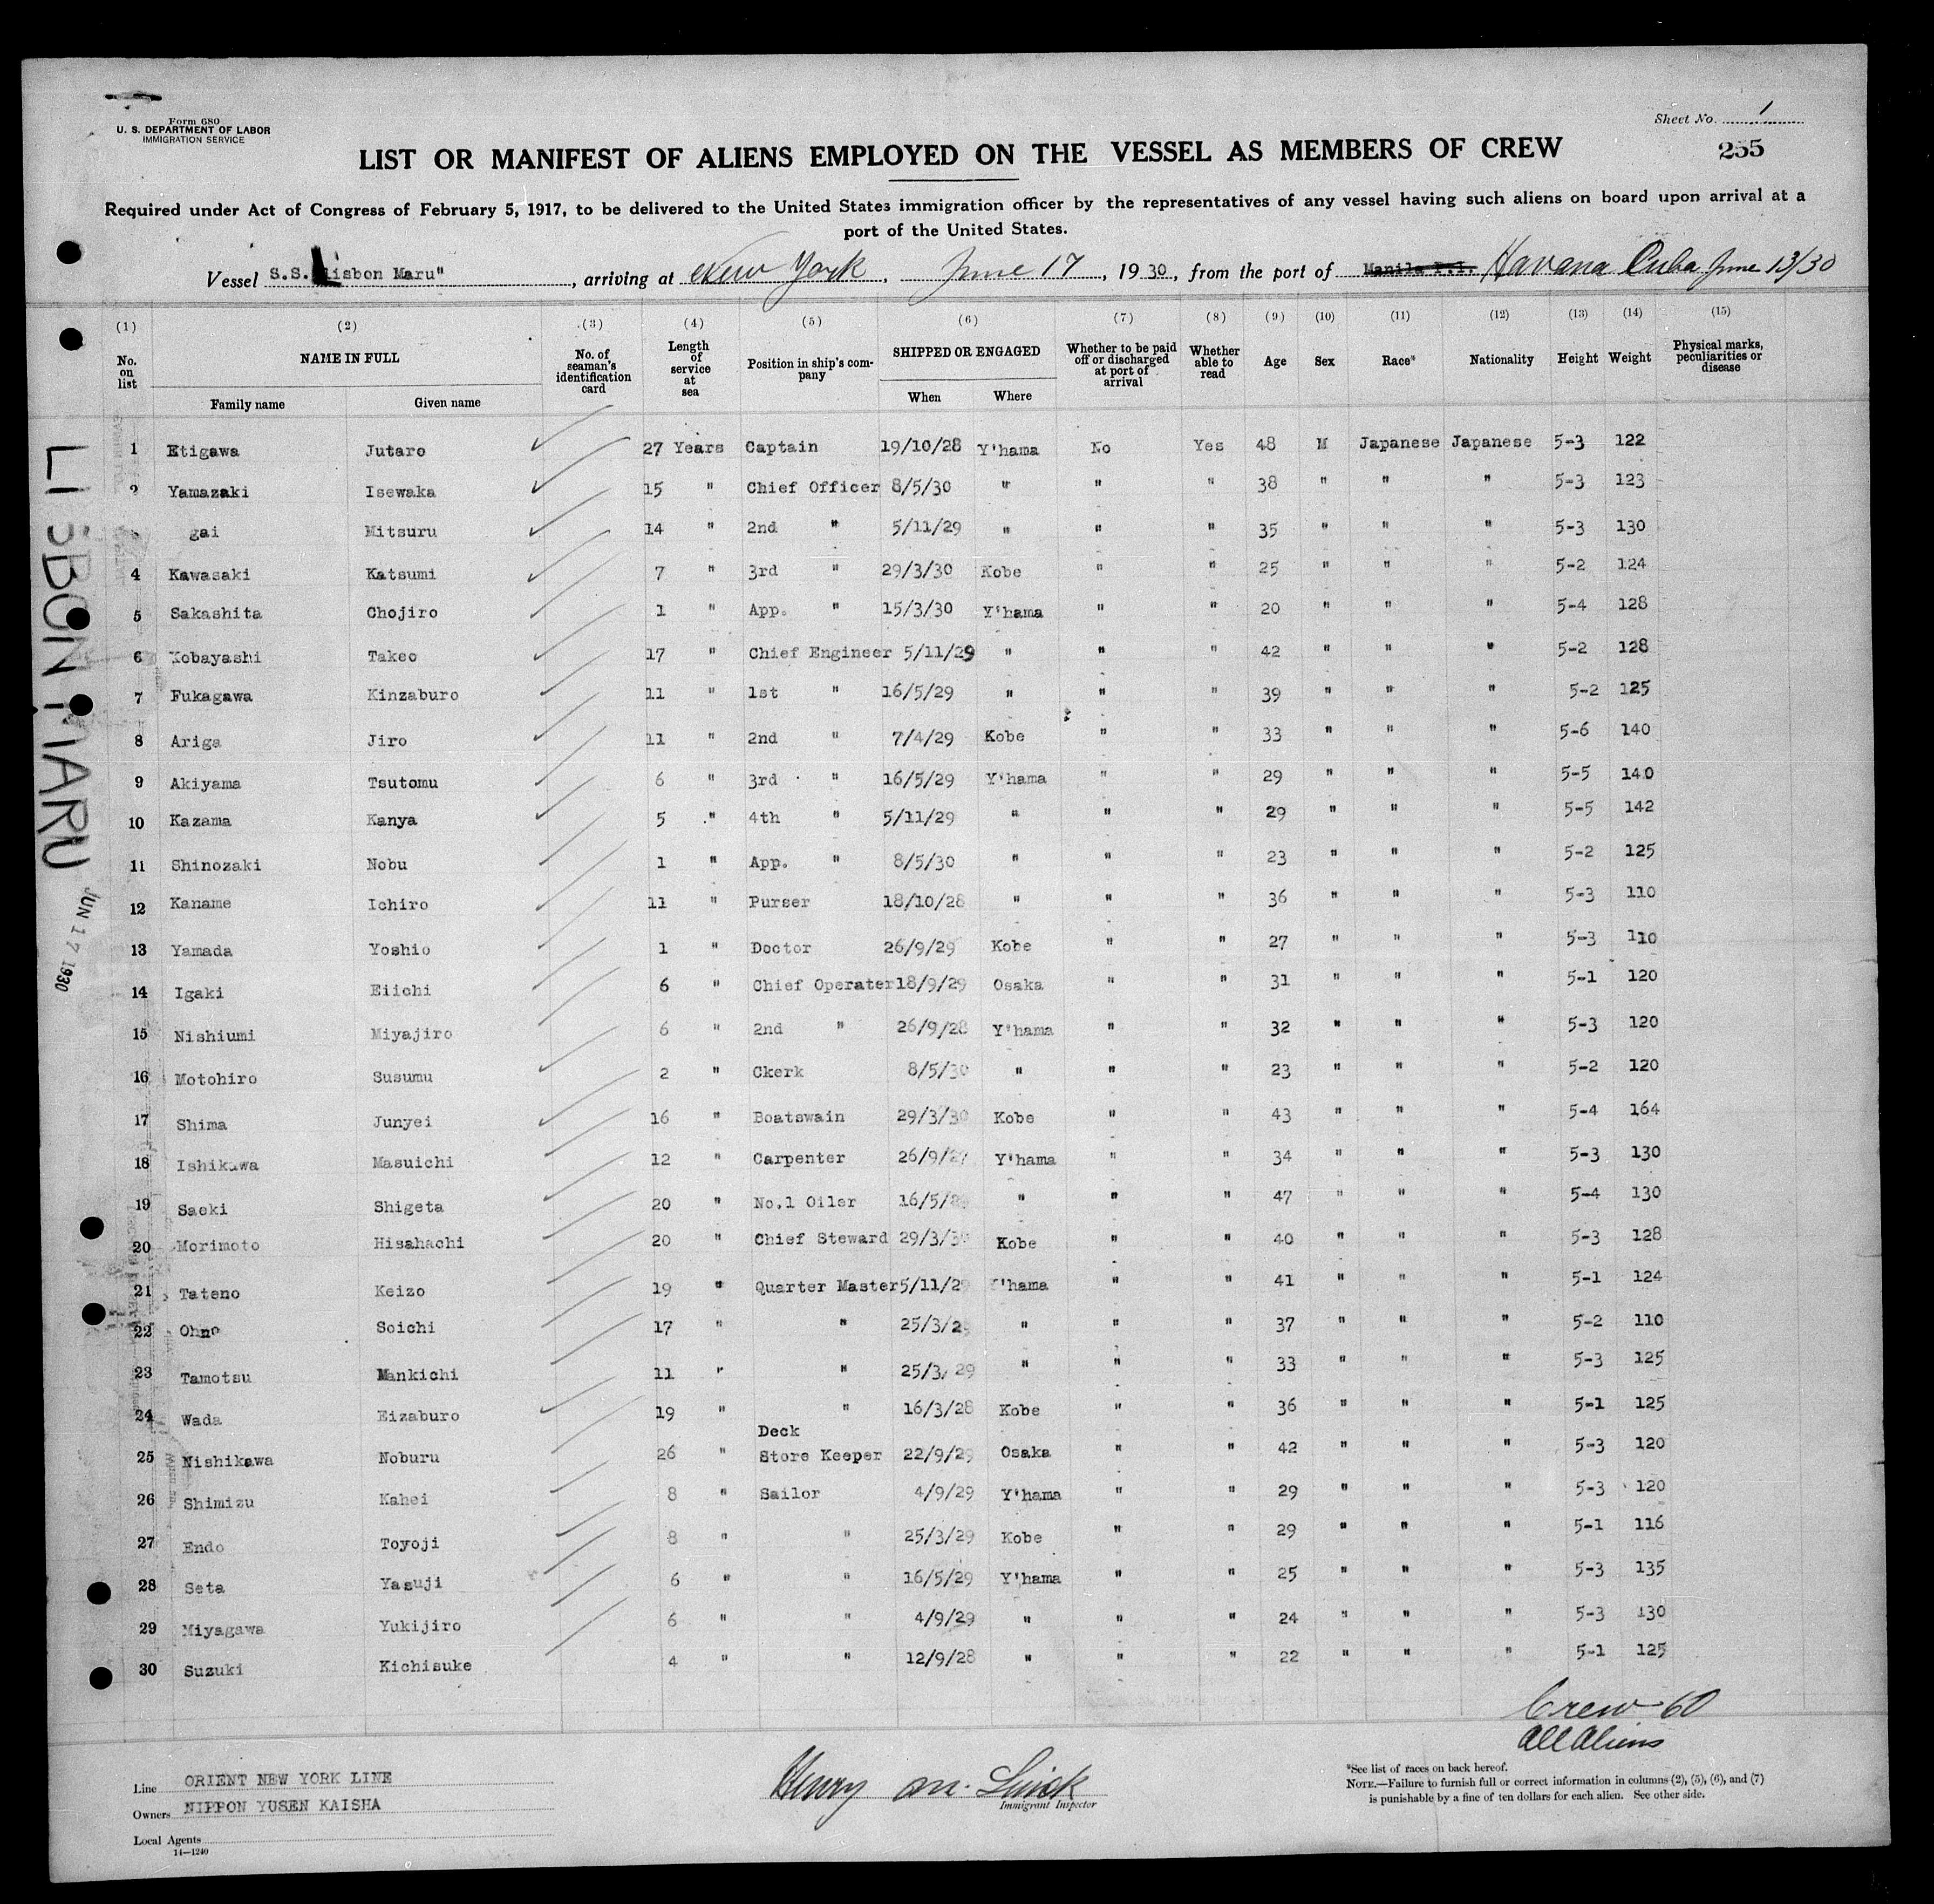 Form 680
U. S. DEPARTMENT OF LABOR
IMMIGRATION SERVICE
Sheet No. 1
LIST OR MANIFEST OF ALIENS EMPLOYED ON THE VESSEL AS MEMBERS OF CREW
255
Required under Act of Congress of February 5, 1917, to be delivered to the United States immigration officer by the representatives of any vessel having such aliens on board upon arrival at a
port of the United States.
Vessel S.S. Lisbon Maru" , arriving at New York , June 17 , 19 30 , from the port of Manila P.I. Havana Cuba June 13/30
(1) (2) (3) (4) (5) (6) (7) (8) (9) (10) (11) (12) (13) (14) (15)
No. on list NAME IN FULL No. of seaman's identification card Length of service at sea Position in ship's company SHIPPED OR ENGAGED Whether to be paid off or discharged at port of arrival Whether able to read Age Sex Race* Nationality Height Weight Physical marks, peculiarities or disease
Family name Given name When Where
1 Etigawa Jutaro 27 Years Captain 19/10/28 Y'hama No Yes 48 M Japanese Japanese 5-3 122
2 Yamazaki Isewaka 15 " Chief Officer 8/5/30 " " " 38 " " " 5-3 123
gai Mitsuru 14 " 2nd " 5/11/29 " " " 35 " " " 5-3 130
4 Kawasaki Katsumi 7 " 3rd " 29/3/30 Kobe " " 25 " " " 5-2 124
5 Sakashita Chojiro 1 " App. " 15/3/30 Y'hama " " 20 " " " 5-4 128
6 Kobayashi Takeo 17 " Chief Engineer 5/11/29 " " " 42 " " " 5-2 128
7 Fukagawa Kinzaburo 11 " 1st " 16/5/29 " " " 39 " " " 5-2 125
8 Ariga Jiro 11 " 2nd " 7/4/29 Kobe " " 33 " " " 5-6 140
9 Akiyama Tsutomu 6 " 3rd " 16/5/29 Y'hama " " 29 " " " 5-5 140
10 Kazama Kanya 5 " 4th " 5/11/29 " " " 29 " " " 5-5 142
11 Shinozaki Nobu 1 " App. " 8/5/30 " " " 23 " " " 5-2 125
12 Kaname Ichiro 11 " Purser 18/10/28 " " " 36 " " " 5-3 110
13 Yamada Yoshio 1 " Doctor 26/9/29 Kobe " " 27 " " " 5-3 110
14 Igaki Eiichi 6 " Chief Operater 18/9/29 Osaka " " 31 " " " 5-1 120
15 Nishiumi Miyajiro 6 " 2nd " 26/9/28 Y'hama " " 32 " " " 5-3 120
16 Motohiro Susumu 2 " Ckerk 8/5/30 " " " 23 " " " 5-2 120
17 Shima Junyei 16 " Boatswain 29/3/30 Kobe " " 43 " " " 5-4 164
18 Ishikawa Masuichi 12 " Carpenter 26/9/27 Y'hama " " 34 " " " 5-3 130
19 Saeki Shigeta 20 " No.1 Oiler 16/5/ " " " 47 " " " 5-4 130
20 Morimoto Hisahachi 20 " Chief Steward 29/3/30 Kobe " " 40 " " " 5-3 128
21 Tateno Keizo 19 " Quarter Master 5/11/29 Y'hama " " 41 " " " 5-1 124
22 Ohno Soichi 17 " " 25/3/29 " " " 37 " " " 5-2 110
23 Tamotsu Mankichi 11 " " 25/3/29 " " " 33 " " " 5-3 125
24 Wada Eizaburo 19 " " 16/3/28 Kobe " " 36 " " " 5-1 125
Deck
25 Nishikawa Noburu 26 " Store Keeper 22/9/29 Osaka " " 42 " " " 5-3 120
26 Shimizu Kahei 8 " Sailor 4/9/29 Y'hama " " 29 " " " 5-3 120
27 Endo Toyoji 8 " " 25/3/29 Kobe " " 29 " " " 5-1 116
28 Seta Yasuji 6 " " 16/5/29 Y'hama " " 25 " " " 5-3 135
29 Miyagawa Yukijiro 6 " " 4/9/29 " " " 24 " " " 5-3 130
30 Suzuki Kichisuke 4 " " 12/9/28 " " " 22 " " " 5-1 125
LISBON MARU
JUN 17 1930
Crew 60
All Aliens
Line ORIENT NEW YORK LINE
Owners NIPPON YUSEN KAISHA
Local Agents
14—1240
Henry M.
Immigrant Inspector
*See list of races on back hereof.
NOTE.—Failure to furnish full or correct information in columns (2), (5), (6), and (7)
is punishable by a fine of ten dollars for each alien. See other side.